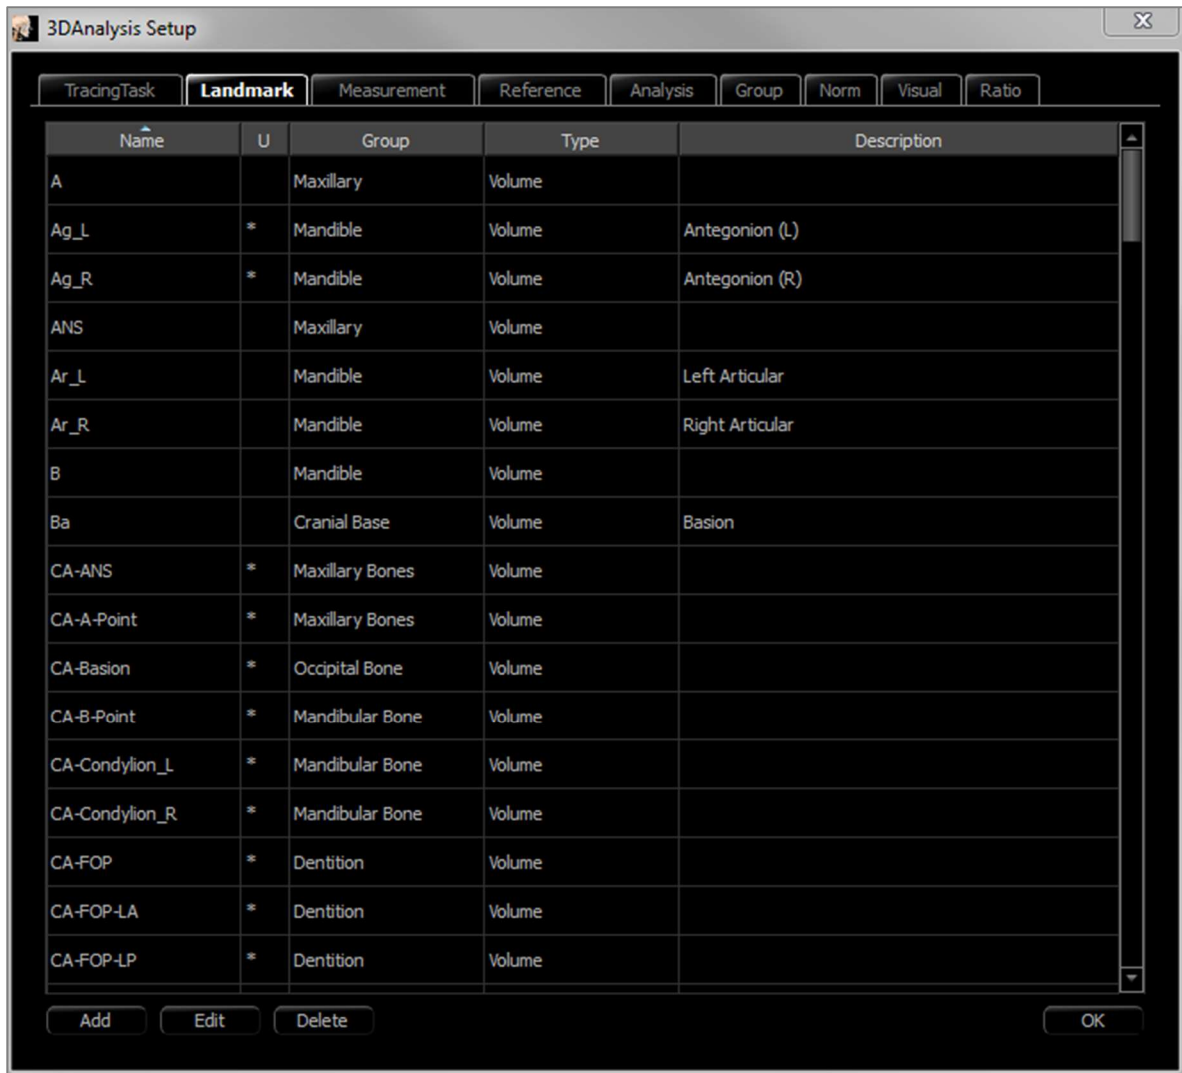 3DAnalysis Setup
TracingTask Landmark Measurement Reference Analysis Group Norm Visual Ratio
Name U Group Type Description
A Maxillary Volume
Ag_L * Mandible Volume Antegonion (L)
Ag_R * Mandible Volume Antegonion (R)
ANS Maxillary Volume
Ar_L Mandible Volume Left Articular
Ar_R Mandible Volume Right Articular
B Mandible Volume
Ba Cranial Base Volume Basion
CA-ANS * Maxillary Bones Volume
CA-A-Point * Maxillary Bones Volume
CA-Basion * Occipital Bone Volume
CA-B-Point * Mandibular Bone Volume
CA-Condylion_L * Mandibular Bone Volume
CA-Condylion_R * Mandibular Bone Volume
CA-FOP * Dentition Volume
CA-FOP-LA * Dentition Volume
CA-FOP-LP * Dentition Volume
Add Edit Delete OK